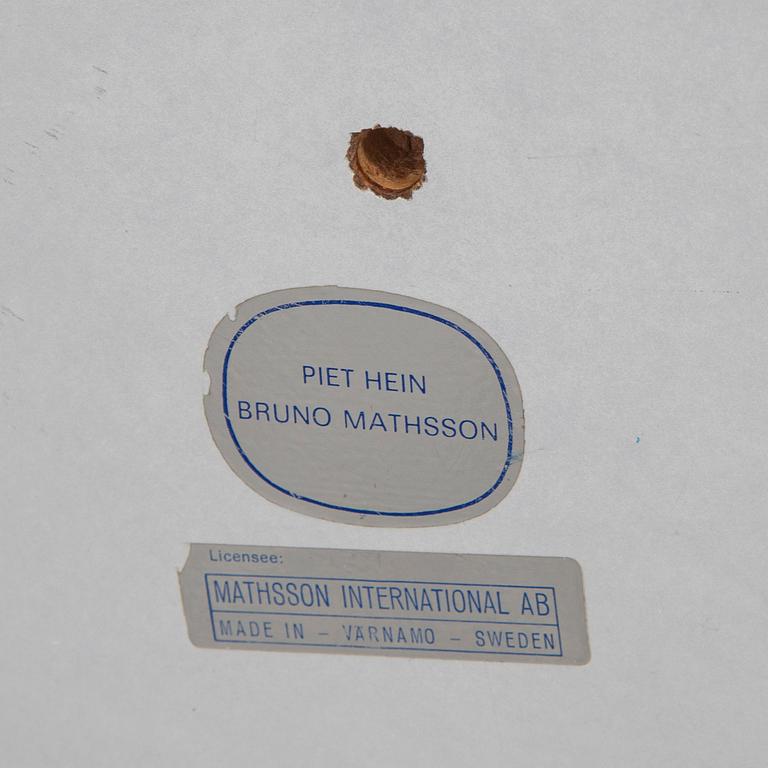 PIET HEIN
BRUNO MATHSSON
Licensee:
MATHSSON INTERNATIONAL AB
MADE IN – VÄRNAMO – SWEDEN